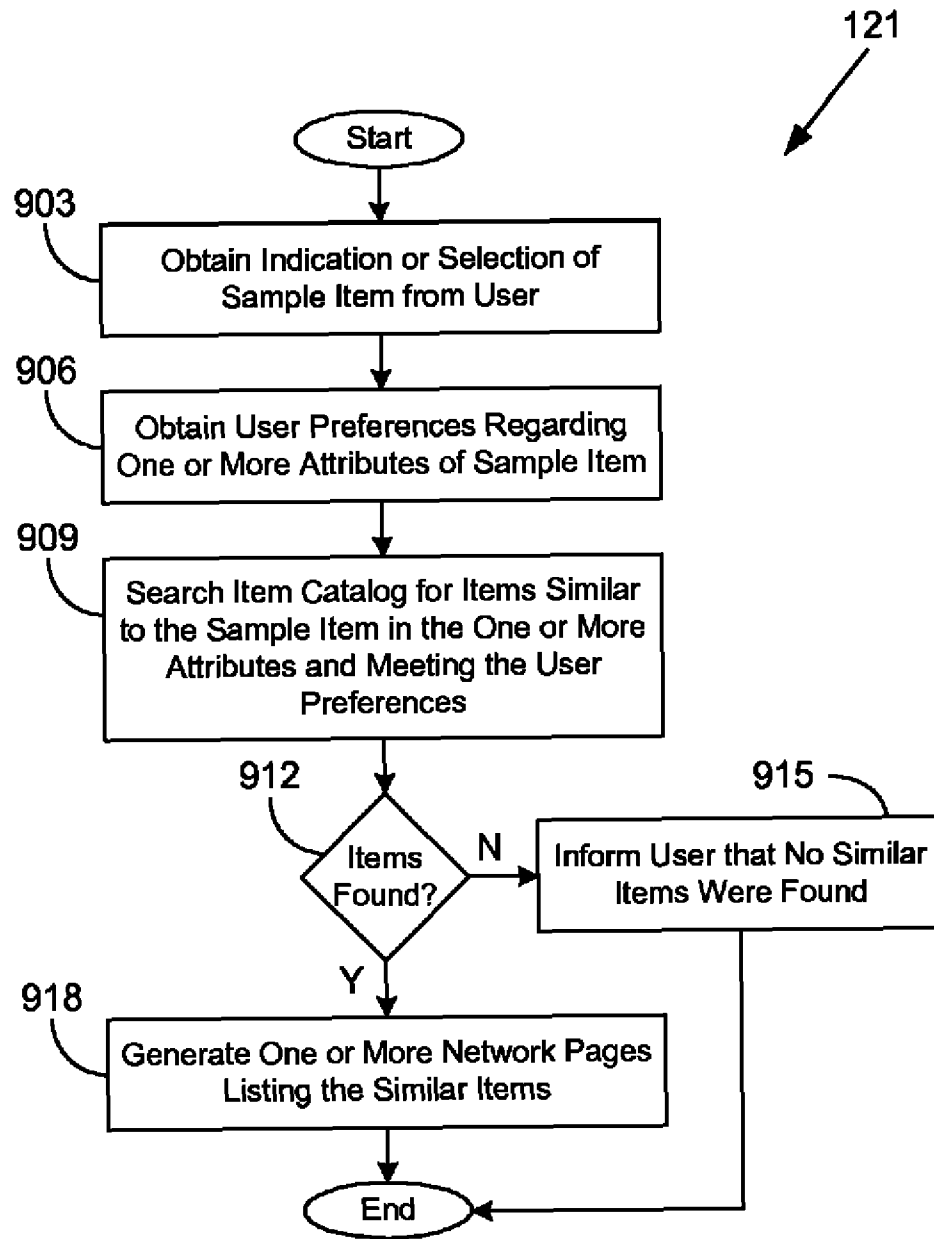 121
Start
903
Obtain Indication or Selection of
Sample Item from User
906
Obtain User Preferences Regarding
One or More Attributes of Sample Item
909
Search Item Catalog for Items Similar
to the Sample Item in the One or More
Attributes and Meeting the User
Preferences
912
Items
Found?
N
915
Inform User that No Similar
Items Were Found
Y
918
Generate One or More Network Pages
Listing the Similar Items
End